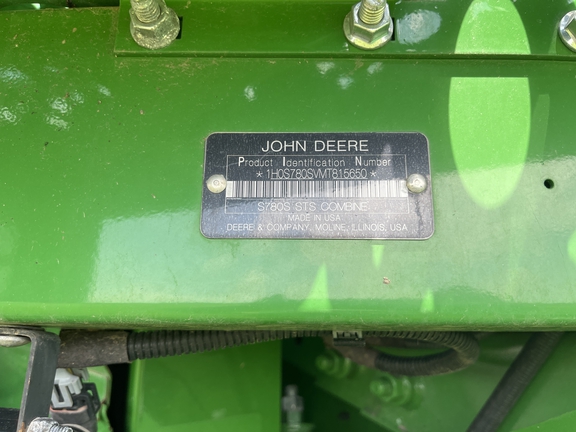 JOHN DEERE
Product Identification Number
*1H0S780SVMT815650*
S780S STS COMBINE
MADE IN USA
DEERE & COMPANY, MOLINE, ILLINOIS, USA